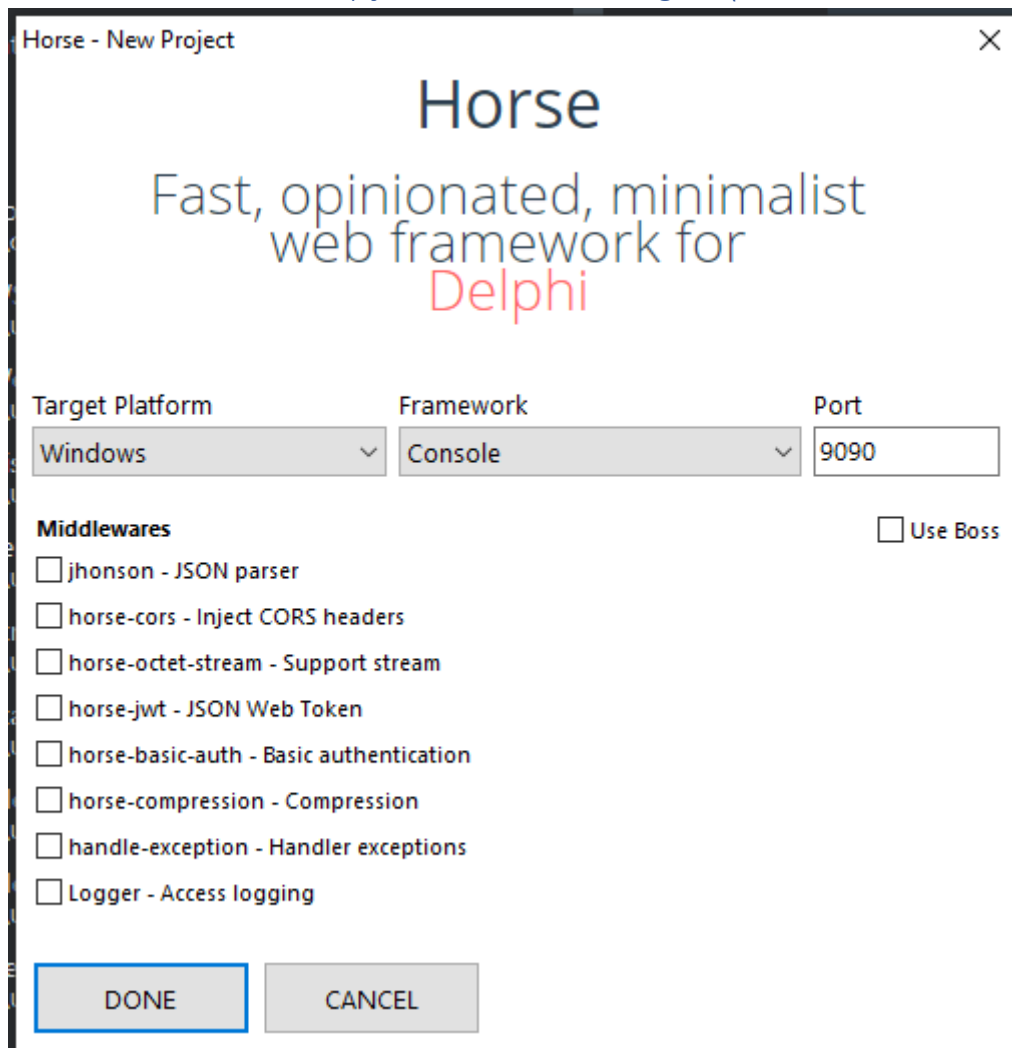 Horse - New Project
Horse
Fast, opinionated, minimalist
web framework for
Delphi
Target Platform Framework Port
Windows Console 9090
Middlewares Use Boss
jhonson - JSON parser
horse-cors - Inject CORS headers
horse-octet-stream - Support stream
horse-jwt - JSON Web Token
horse-basic-auth - Basic authentication
horse-compression - Compression
handle-exception - Handler exceptions
Logger - Access logging
DONE CANCEL